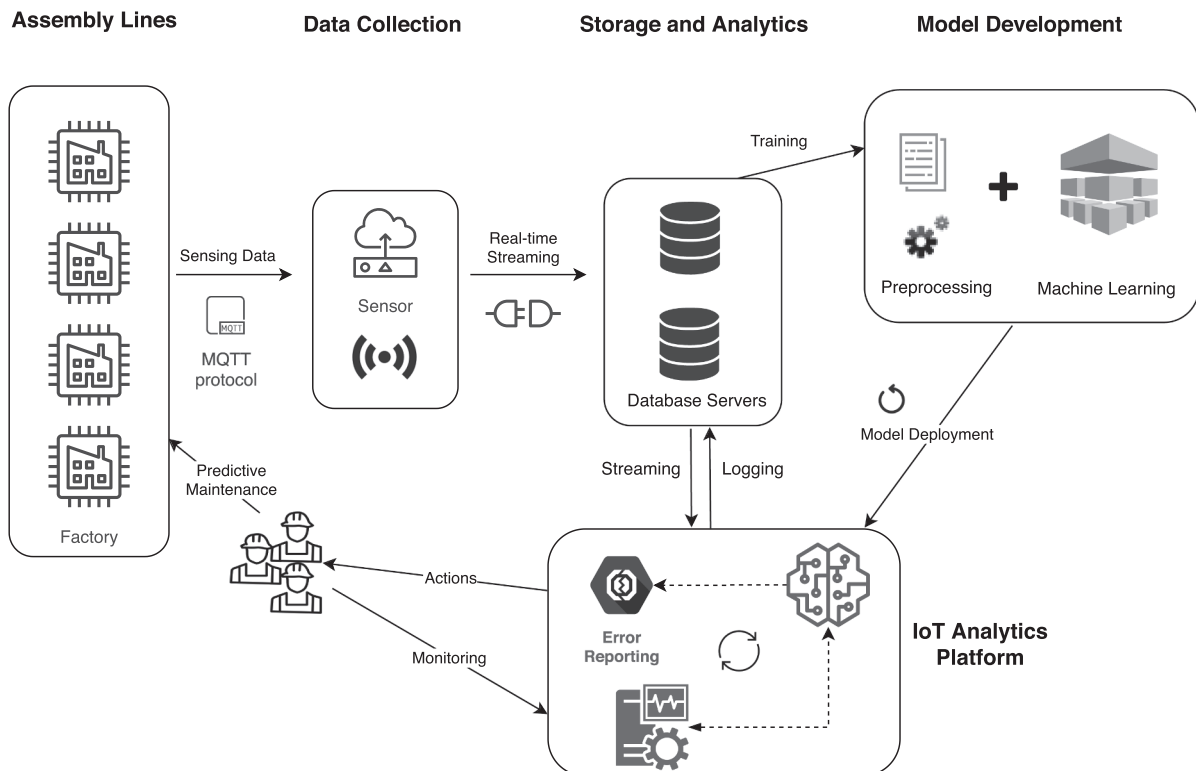 Assembly Lines
Data Collection
Storage and Analytics
Model Development
Training
Real-time
Streaming
Sensing Data
Sensor
MQTT
MQTT
protocol
Preprocessing
Machine Learning
Database Servers
Model Deployment
Streaming
Logging
Predictive
Maintenance
Factory
Actions
Error
Reporting
IoT Analytics
Platform
Monitoring